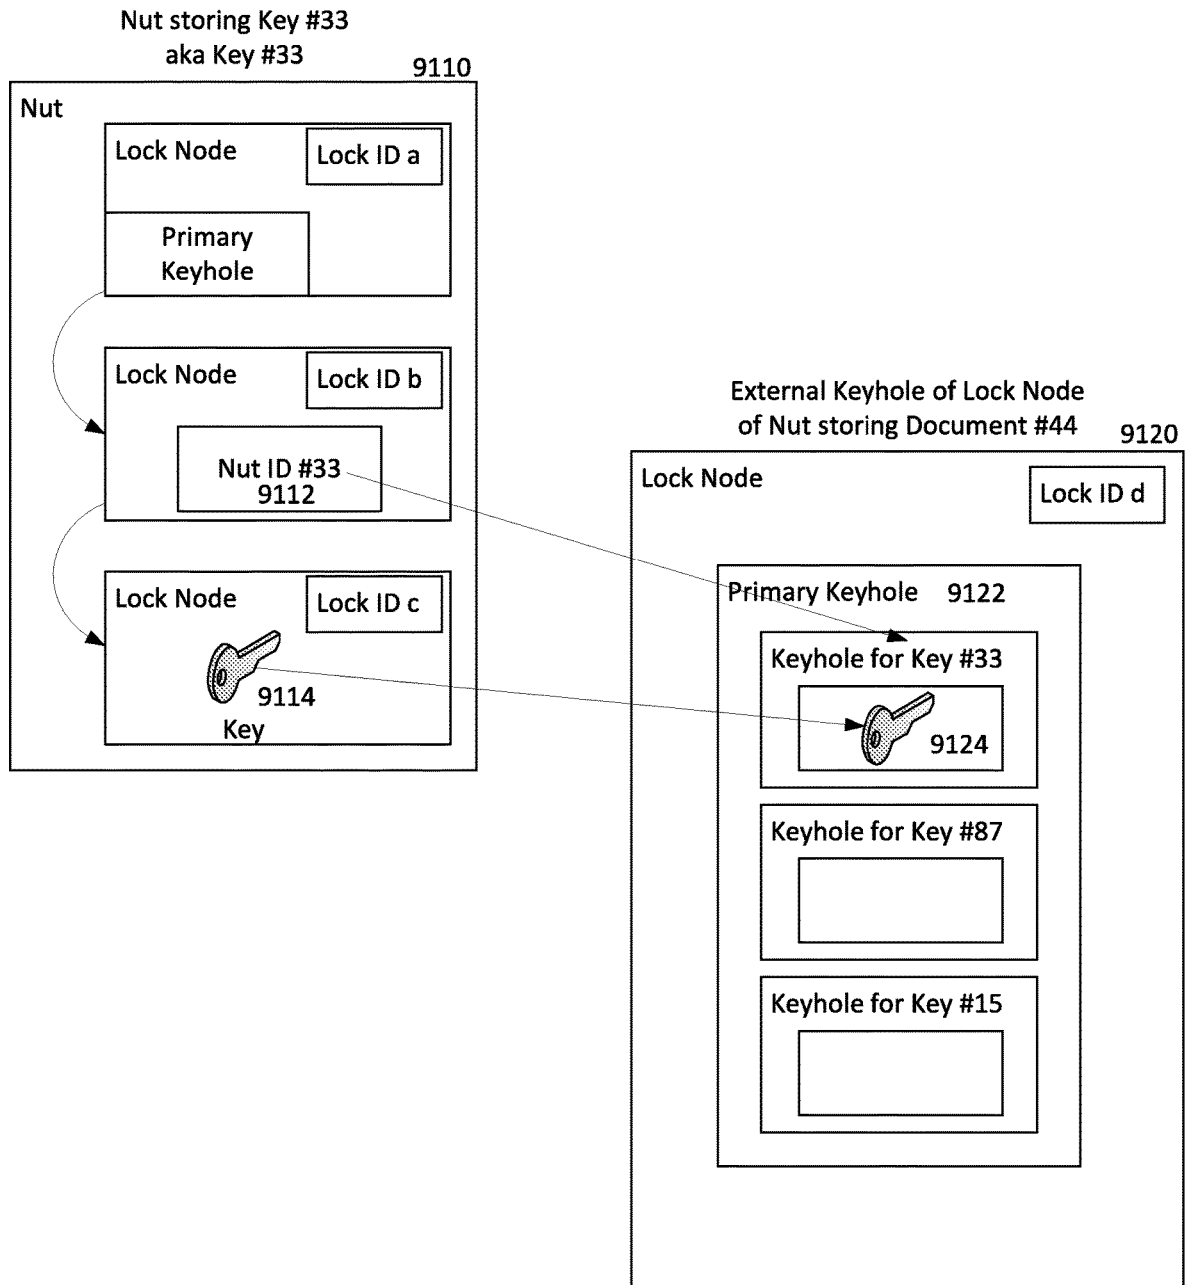 Nut storing Key #33
aka Key #33
9110
Nut
Lock Node
Lock ID a
Primary
Keyhole
Lock Node
Lock ID b
Nut ID #33
9112
Lock Node
Lock ID c
9114
Key
External Keyhole of Lock Node
of Nut storing Document #44
9120
Lock Node
Lock ID d
Primary Keyhole 9122
Keyhole for Key #33
9124
Keyhole for Key #87
Keyhole for Key #15